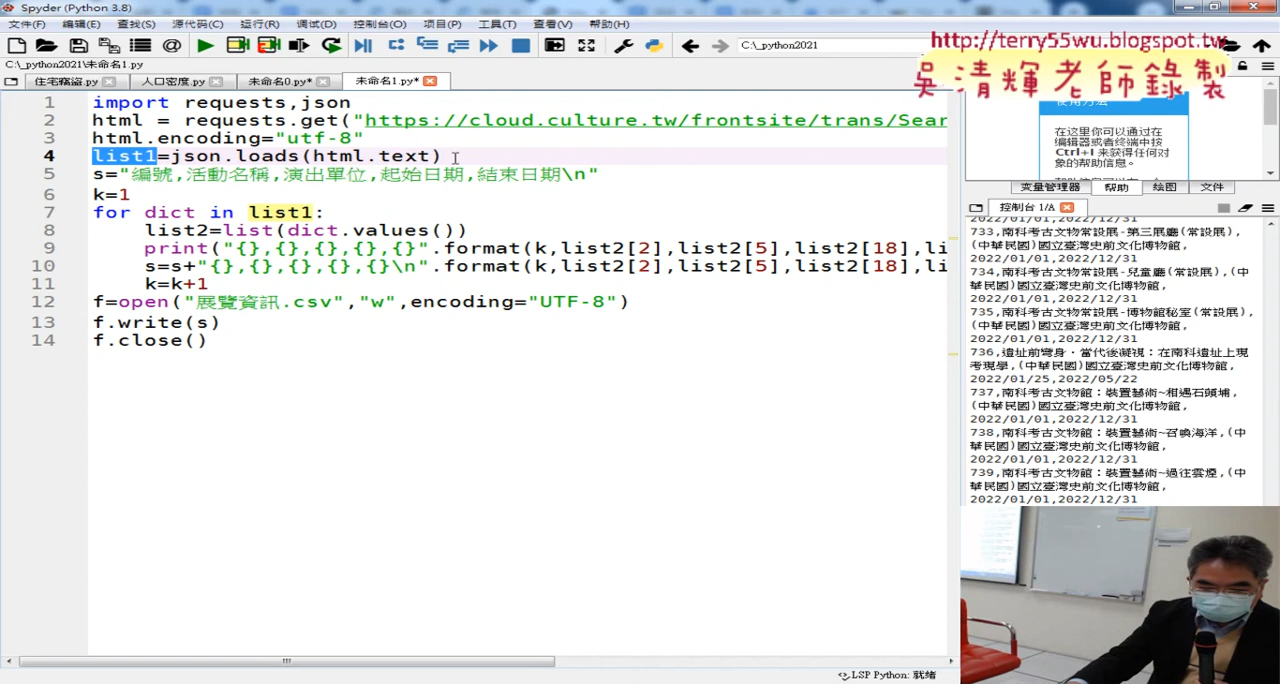 Spyder (Python 3.8)
文件(F) 编辑(E) 查找(S) 源代码(C) 运行(R) 调试(D) 控制台(O) 项目(P) 工具(T) 查看(V) 帮助(H)
C:\_python2021
http://terry55wu.blogspot.tw
吳清輝老師錄製
C:\_python2021\未命名1.py
住宅竊盜.py 人口密度.py 未命名0.py* 未命名1.py*
1 import requests,json
2 html = requests.get("https://cloud.culture.tw/frontsite/trans/Sear
3 html.encoding="utf-8"
4 list1=json.loads(html.text)
5 s="編號,活動名稱,演出單位,起始日期,結束日期\n"
6 k=1
7 for dict in list1:
8 list2=list(dict.values())
9 print("{},{},{},{},{}".format(k,list2[2],list2[5],list2[18],li
10 s=s+"{},{},{},{},{}\n".format(k,list2[2],list2[5],list2[18],li
11 k=k+1
12 f=open("展覽資訊.csv","w",encoding="UTF-8")
13 f.write(s)
14 f.close()
使用方法
在这里你可以通过在
编辑器或者终端中按
Ctrl+I 来获得任何对
象的帮助信息。
变量管理器 帮助 绘图 文件
控制台 1/A
2022/01/01,2022/12/31
733,南科考古文物常設展-第三展廳(常設展),
(中華民國)國立臺灣史前文化博物館,
2022/01/01,2022/12/31
734,南科考古文物常設展-兒童廳(常設展),(中
華民國)國立臺灣史前文化博物館,
2022/01/01,2022/12/31
735,南科考古文物常設展-博物館秘室(常設展),
(中華民國)國立臺灣史前文化博物館,
2022/01/01,2022/12/31
736,遺址前彎身・當代後凝視：在南科遺址上現
考現學,(中華民國)國立臺灣史前文化博物館,
2022/01/25,2022/05/22
737,南科考古文物館：裝置藝術~相遇石頭埔,
(中華民國)國立臺灣史前文化博物館,
2022/01/01,2022/12/31
738,南科考古文物館：裝置藝術~召喚海洋,(中
華民國)國立臺灣史前文化博物館,
2022/01/01,2022/12/31
739,南科考古文物館：裝置藝術~過往雲煙,(中
華民國)國立臺灣史前文化博物館,
2022/01/01,2022/12/31
LSP Python: 就绪